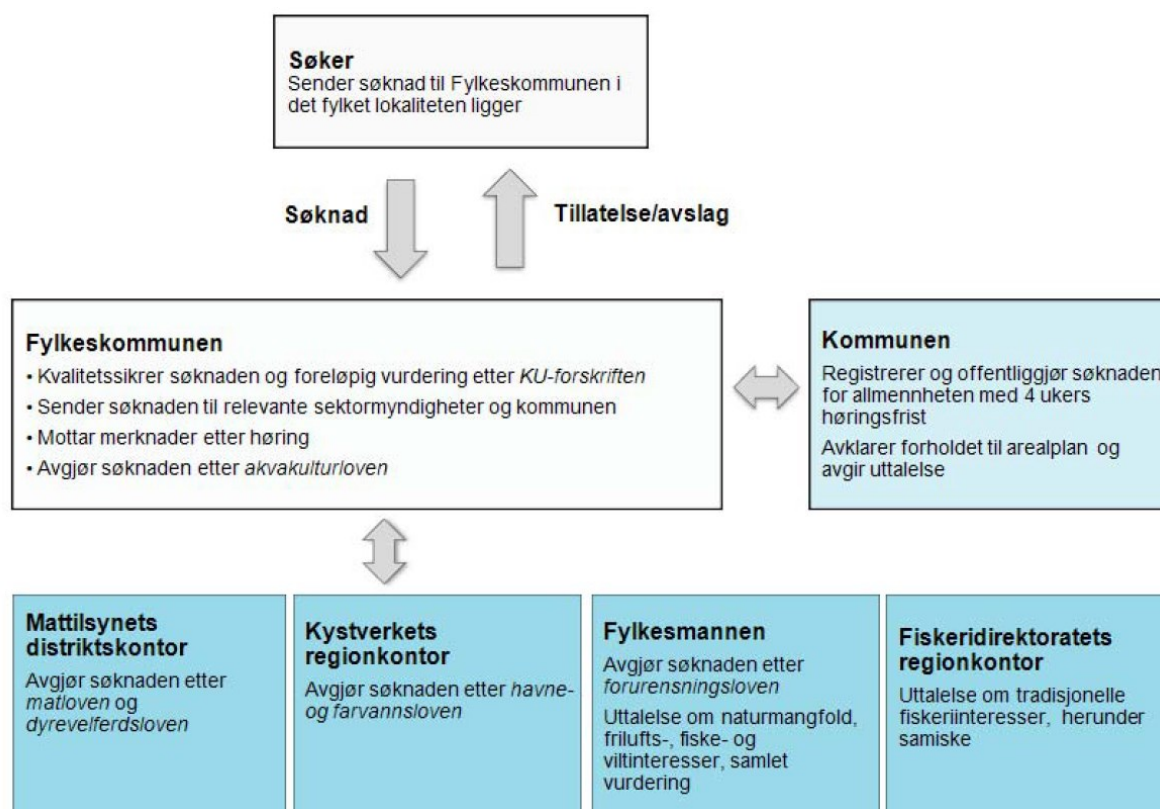 Søker
Sender søknad til Fylkeskommunen i
det fylket lokaliteten ligger
Søknad
Tillatelse/avslag
Fylkeskommunen
• Kvalitetssikrer søknaden og foreløpig vurdering etter KU-forskriften
• Sender søknaden til relevante sektormyndigheter og kommunen
• Mottar merknader etter høring
• Avgjør søknaden etter akvakulturloven
Kommunen
Registrerer og offentliggjør søknaden
for allmennheten med 4 ukers
høringsfrist
Avklarer forholdet til arealplan og
avgir uttalelse
Mattilsynets
distriktskontor
Avgjør søknaden etter
matloven og
dyrevelferdsloven
Kystverkets
regionkontor
Avgjør søknaden etter havne-
og farvannsloven
Fylkesmannen
Avgjør søknaden etter
forurensningsloven
Uttalelse om naturmangfold,
frilufts-, fiske- og
viltinteresser, samlet
vurdering
Fiskeridirektoratets
regionkontor
Uttalelse om tradisjonelle
fiskeriinteresser, herunder
samiske